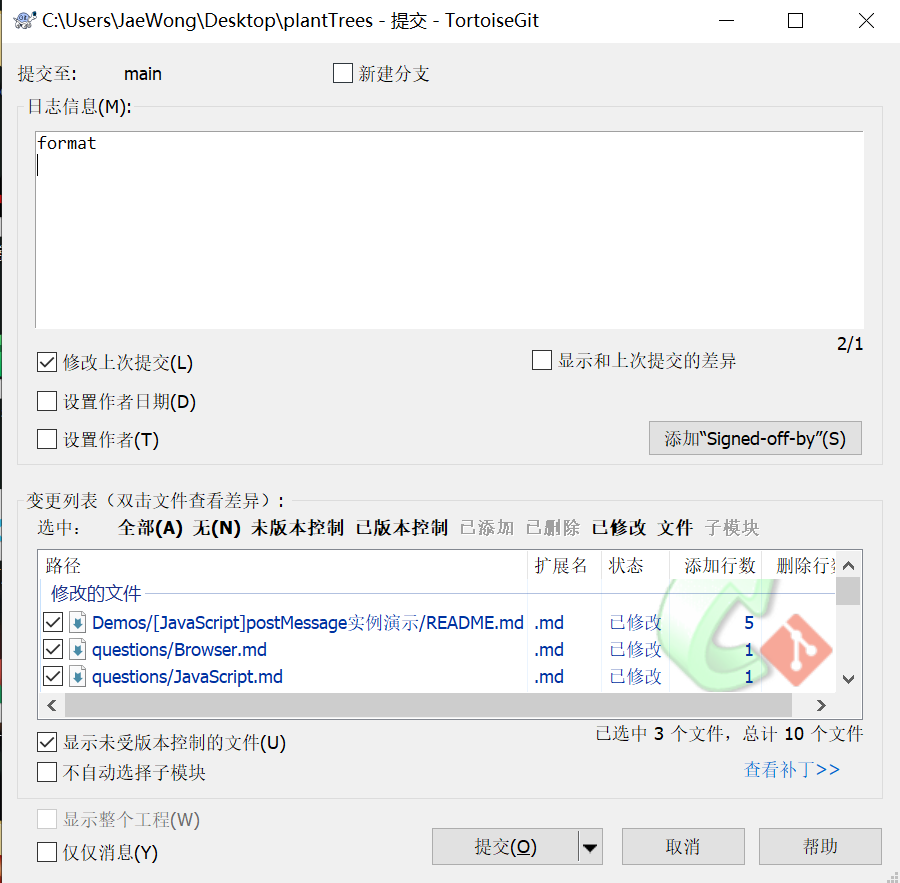 C:\Users\JaeWong\Desktop\plantTrees - 提交 - TortoiseGit
提交至: main 新建分支
日志信息(M):
format
2/1
修改上次提交(L) 显示和上次提交的差异
设置作者日期(D)
设置作者(T) 添加“Signed-off-by”(S)
变更列表（双击文件查看差异）:
选中: 全部(A) 无(N) 未版本控制 已版本控制 已添加 已删除 已修改 文件 子模块
路径 扩展名 状态 添加行数 删除行
修改的文件
Demos/[JavaScript]postMessage实例演示/README.md .md 已修改 5
questions/Browser.md .md 已修改 1
questions/JavaScript.md .md 已修改 1
显示未受版本控制的文件(U) 已选中 3 个文件，总计 10 个文件
不自动选择子模块 查看补丁>>
显示整个工程(W)
仅仅消息(Y) 提交(O) 取消 帮助